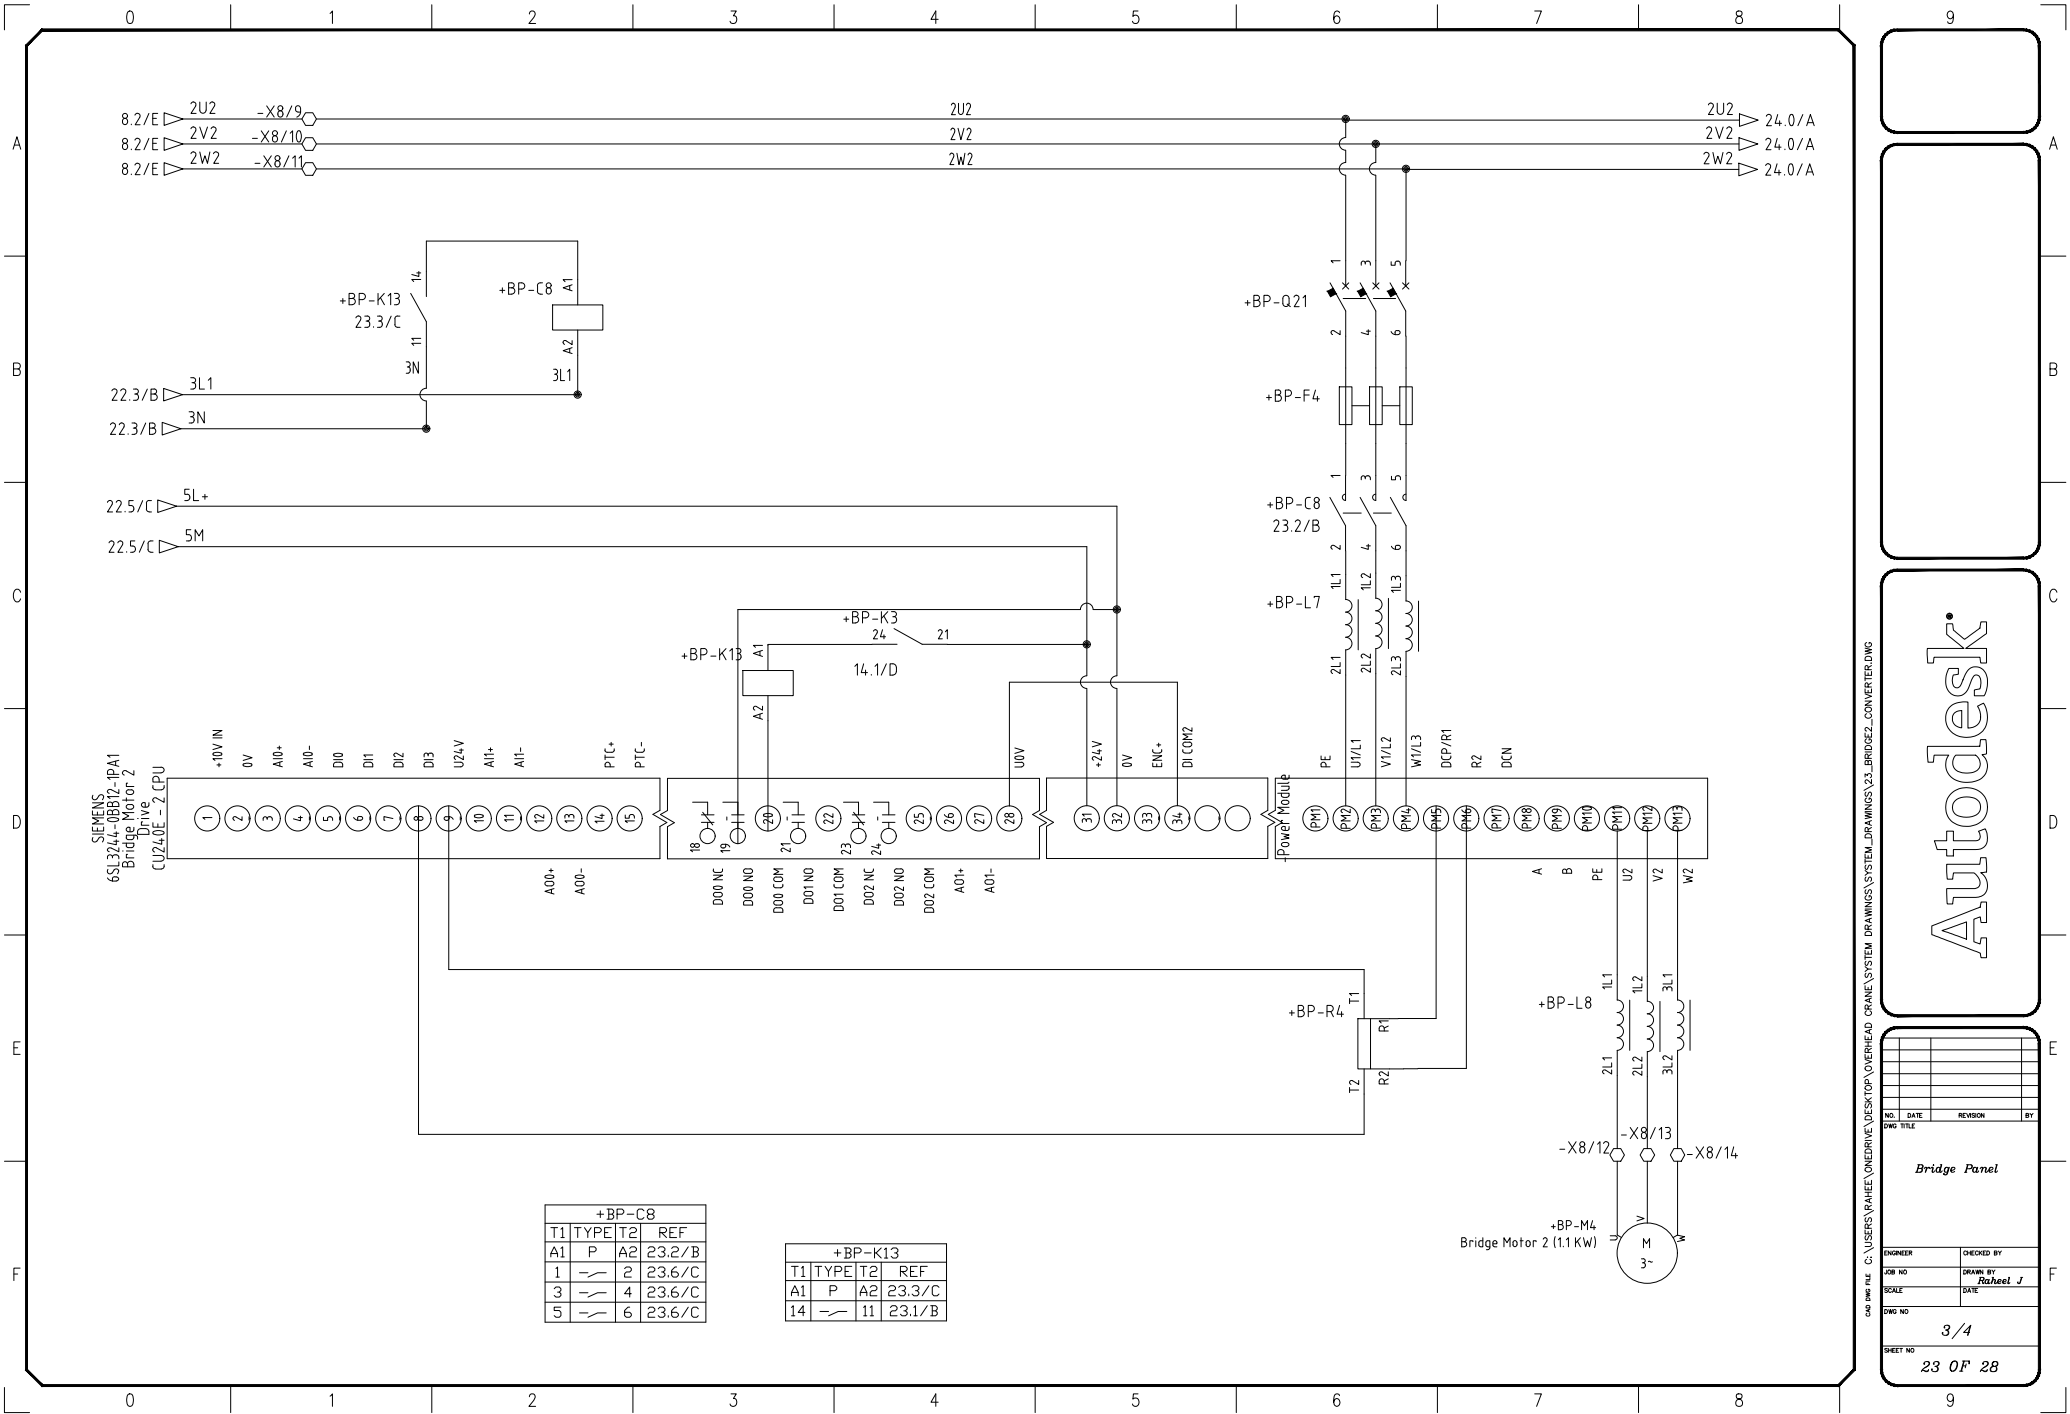 0 1 2 3 4 5 6 7 8 9
A A
8.2/E 2U2 -X8/9 2U2 2U2 24.0/A
8.2/E 2V2 -X8/10 2V2 2V2 24.0/A
8.2/E 2W2 -X8/11 2W2 2W2 24.0/A
B B
+BP-K13
23.3/C
14
11
3N
+BP-C8
A1
A2
3L1
22.3/B 3L1
22.3/B 3N
+BP-Q21
1 3 5
2 4 6
+BP-F4
C C
22.5/C 5L+
22.5/C 5M
+BP-C8
23.2/B
1 3 5
2 4 6
+BP-L7
1L1 1L2 1L3
2L1 2L2 2L3
+BP-K3
24 21
14.1/D
+BP-K13
A1
A2
D D
SIEMENS
6SL3244-0BB12-1PA1
Bridge Motor 2
Drive
CU240E - 2 CPU
+10V IN 0V AI0+ AI0- DI0 DI1 DI2 DI3 U24V AI1+ AI1- PTC+ PTC- U0V +24V 0V ENC+ DI COM2
PE U1/L1 V1/L2 W1/L3 DCP/R1 R2 DCN
1 2 3 4 5 6 7 8 9 10 11 12 13 14 15
18 19 20 21 22 23 24 25 26 27 28
31 32 33 34
-Power Module
PM1 PM2 PM3 PM4 PM5 PM6 PM7 PM8 PM9 PM10 PM11 PM12 PM13
AO0+ AO0- DO0 NC DO0 NO DO0 COM DO1 NO DO1 COM DO2 NC DO2 NO DO2 COM AO1+ AO1-
A B PE U2 V2 W2
E E
+BP-R4
T1 R1
T2 R2
+BP-L8
1L1 1L2 3L1
2L1 2L2 3L2
-X8/12 -X8/13 -X8/14
F F
+BP-M4
Bridge Motor 2 (1.1 KW)
U V W
M
3~
+BP-C8
T1 TYPE T2 REF
A1 P A2 23.2/B
1 2 23.6/C
3 4 23.6/C
5 6 23.6/C
+BP-K13
T1 TYPE T2 REF
A1 P A2 23.3/C
14 11 23.1/B
0 1 2 3 4 5 6 7 8 9
CAD DWG FILE C:\USERS\RAHEE\ONEDRIVE\DESKTOP\OVERHEAD CRANE\SYSTEM DRAWINGS\SYSTEM_DRAWINGS\23_BRIDGE2_CONVERTER.DWG
Autodesk
NO. DATE REVISION BY
DWG TITLE
Bridge Panel
ENGINEER CHECKED BY
JOB NO DRAWN BY
Raheel J
SCALE DATE
DWG NO
3/4
SHEET NO
23 OF 28